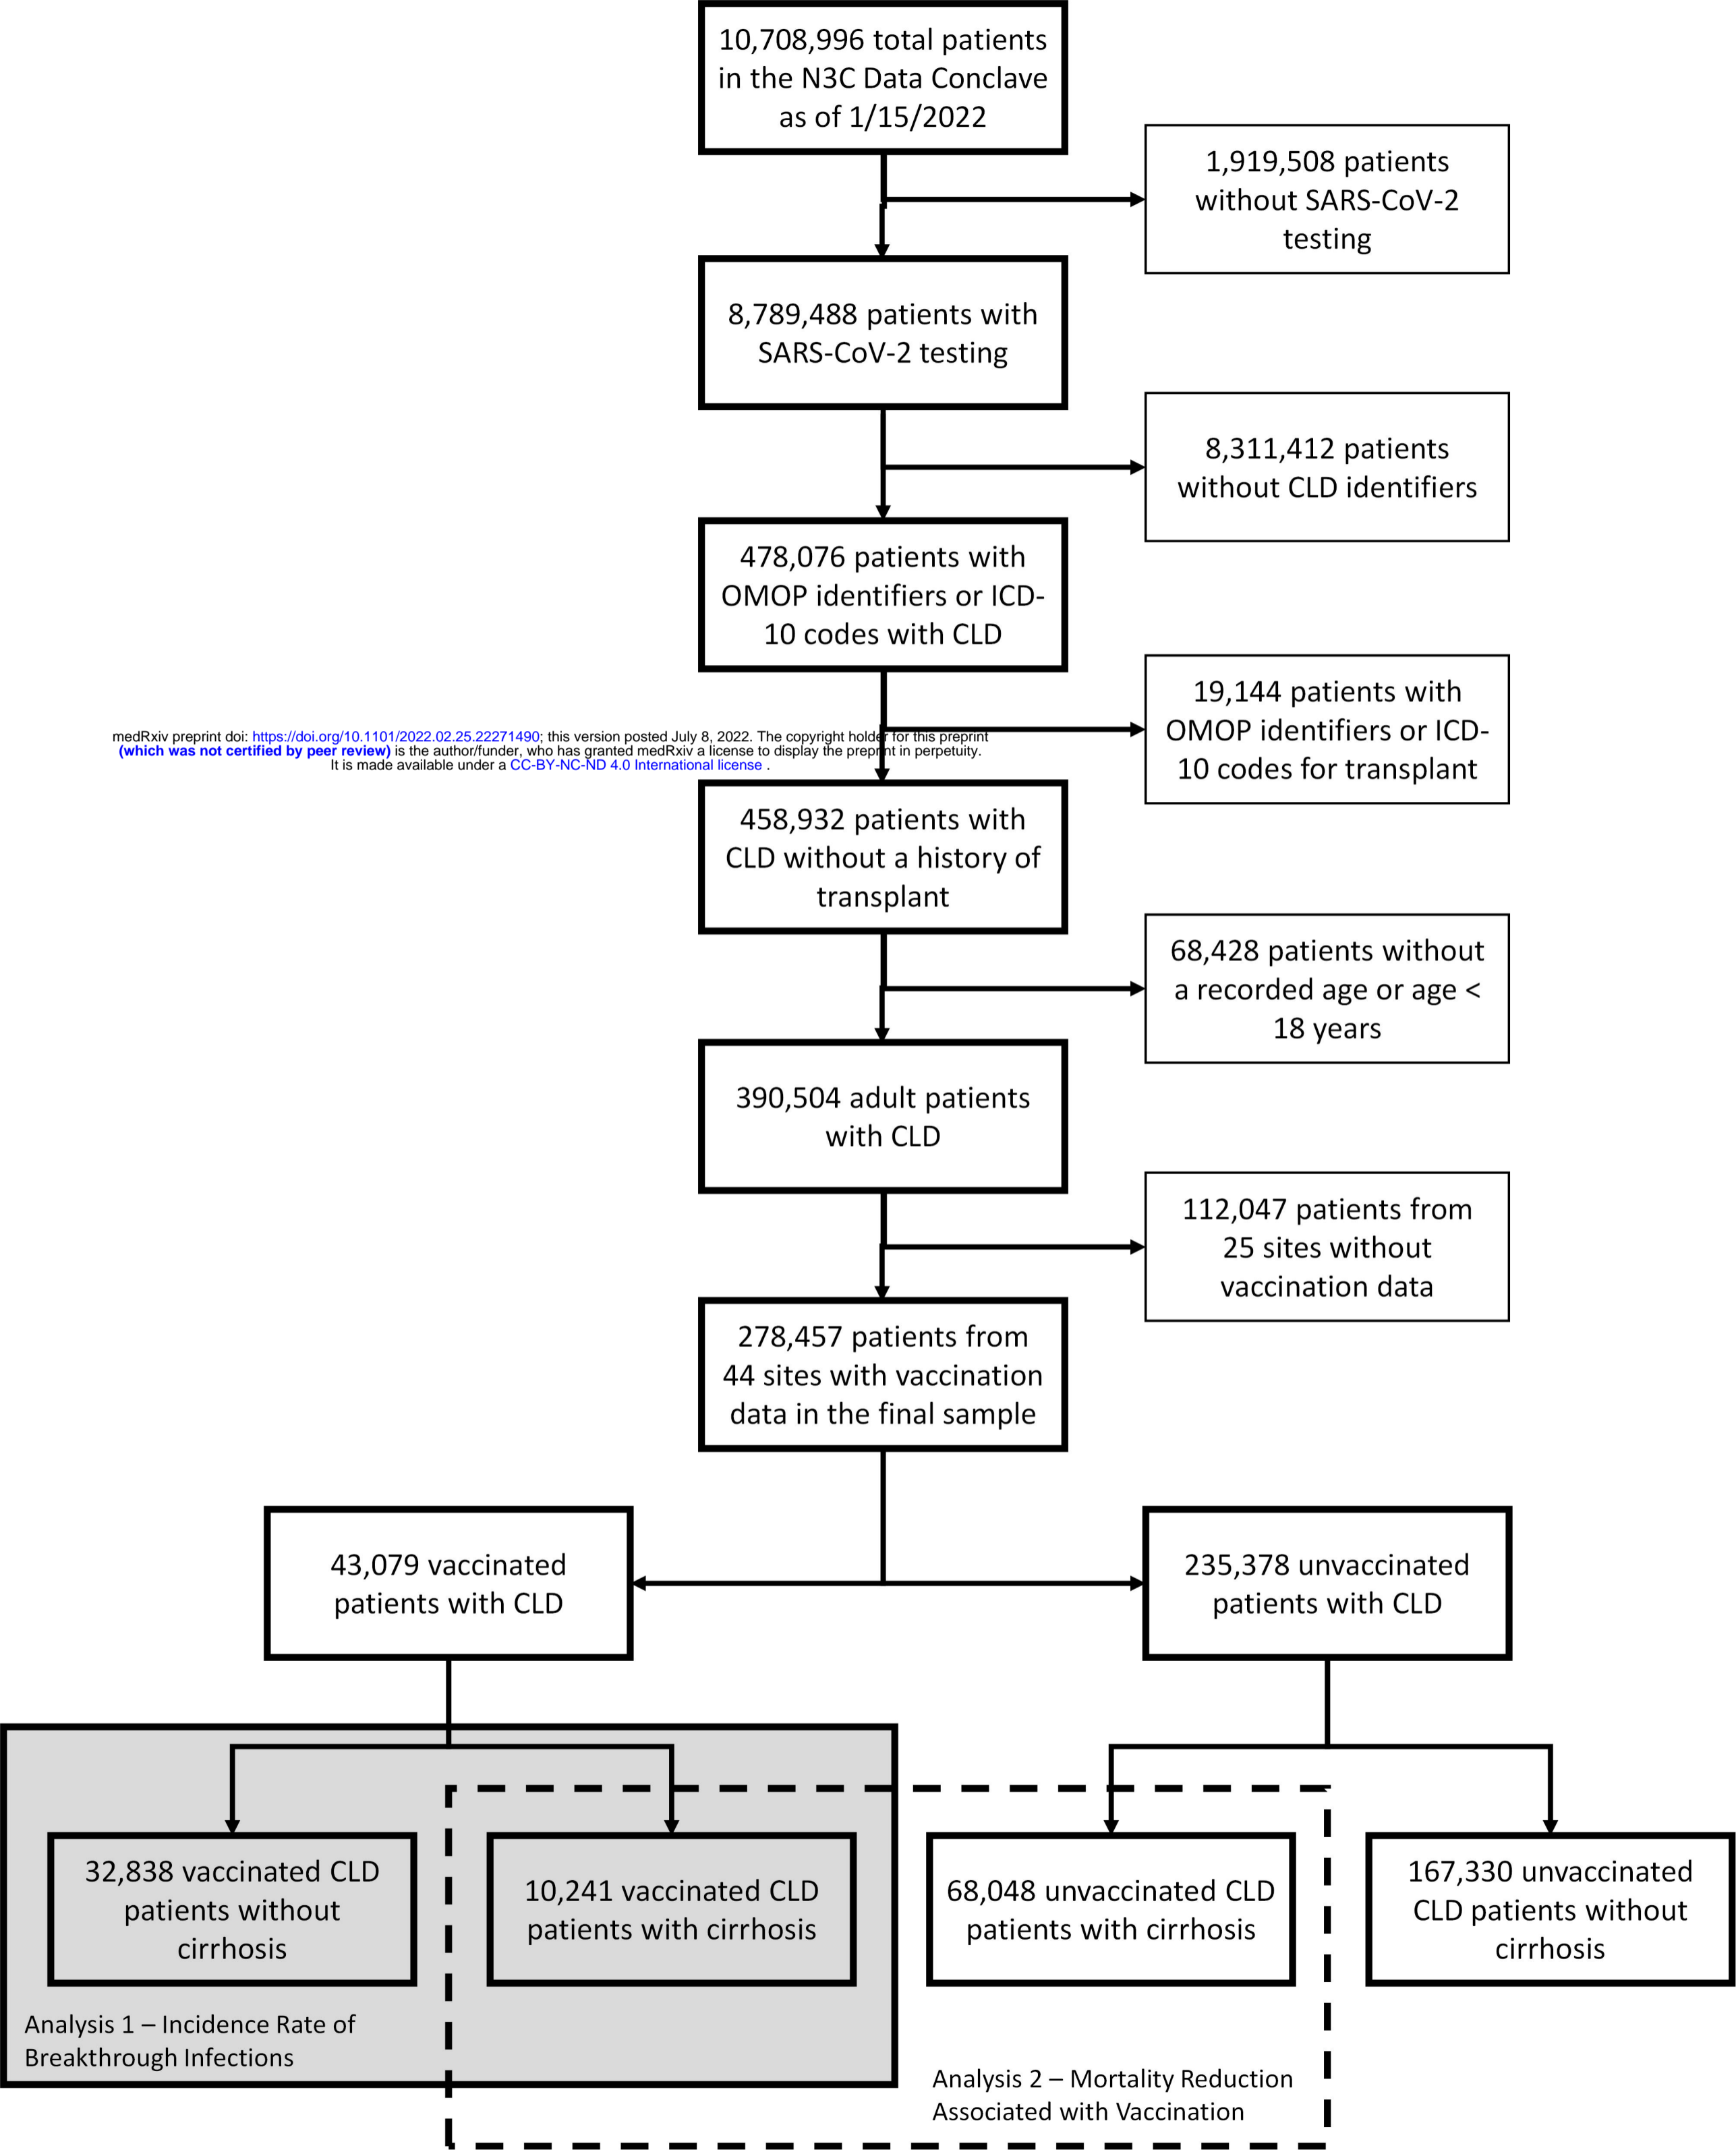 10,708,996 total patients
in the N3C Data Conclave
as of 1/15/2022
1,919,508 patients
without SARS-CoV-2
testing
8,789,488 patients with
SARS-CoV-2 testing
8,311,412 patients
without CLD identifiers
478,076 patients with
OMOP identifiers or ICD-
10 codes with CLD
19,144 patients with
OMOP identifiers or ICD-
10 codes for transplant
medRxiv preprint doi: https://doi.org/10.1101/2022.02.25.22271490; this version posted July 8, 2022. The copyright holder for this preprint
(which was not certified by peer review) is the author/funder, who has granted medRxiv a license to display the preprint in perpetuity.
It is made available under a CC-BY-NC-ND 4.0 International license .
458,932 patients with
CLD without a history of
transplant
68,428 patients without
a recorded age or age <
18 years
390,504 adult patients
with CLD
112,047 patients from
25 sites without
vaccination data
278,457 patients from
44 sites with vaccination
data in the final sample
43,079 vaccinated
patients with CLD
235,378 unvaccinated
patients with CLD
32,838 vaccinated CLD
patients without
cirrhosis
10,241 vaccinated CLD
patients with cirrhosis
68,048 unvaccinated CLD
patients with cirrhosis
167,330 unvaccinated
CLD patients without
cirrhosis
Analysis 1 – Incidence Rate of
Breakthrough Infections
Analysis 2 – Mortality Reduction
Associated with Vaccination